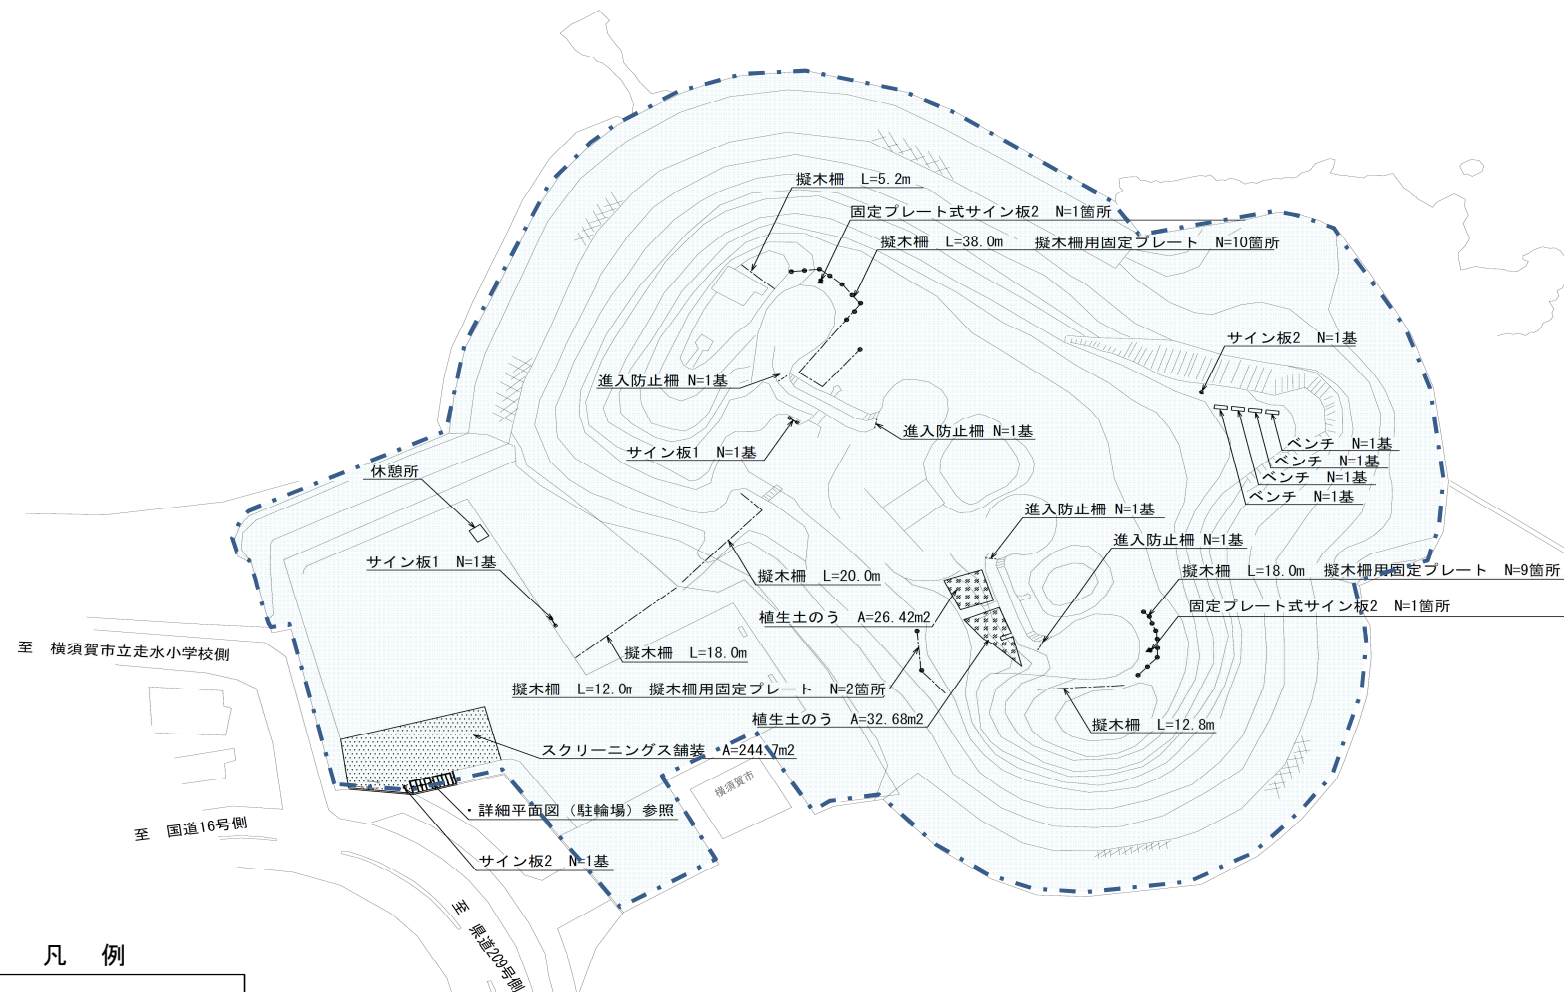 擬木柵　L=5.2m
固定プレート式サイン板2　N=1箇所
擬木柵　L=38.0m　擬木柵用固定プレート　N=10箇所
サイン板2　N=1基
進入防止柵 N=1基
進入防止柵 N=1基
サイン板1　N=1基
ベンチ　N=1基
ベンチ　N=1基
ベンチ　N=1基
ベンチ　N=1基
休憩所
進入防止柵 N=1基
進入防止柵 N=1基
サイン板1　N=1基
擬木柵　L=20.0m
擬木柵　L=18.0m　擬木柵用固定プレート　N=9箇所
固定プレート式サイン板2　N=1箇所
植生土のう　A=26.42m2
至　横須賀市立走水小学校側
擬木柵　L=18.0m
擬木柵　L=12.0m　擬木柵用固定プレート　N=2箇所
植生土のう　A=32.68m2
擬木柵　L=12.8m
スクリーニングス舗装　A=244.7m2
横須賀市
・詳細平面図（駐輪場）参照
至　国道16号側
サイン板2　N=1基
至　県道209号側
凡　例